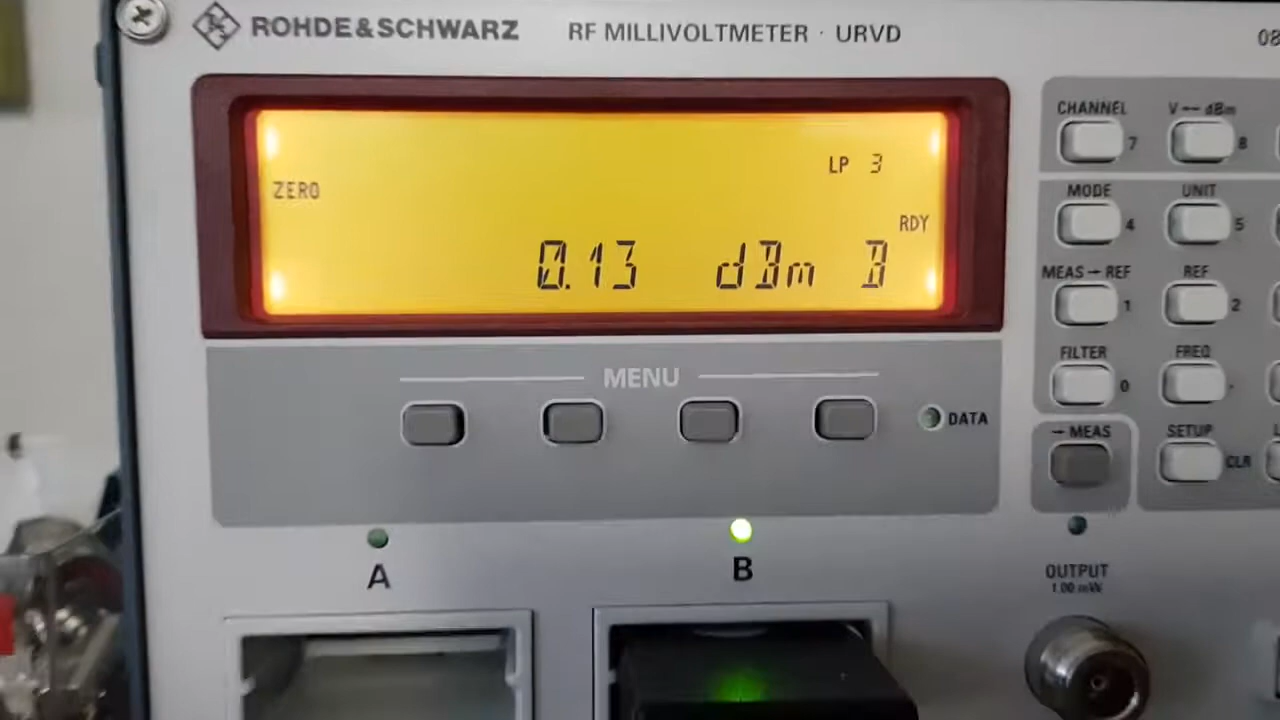 ROHDE&SCHWARZ
RF MILLIVOLTMETER · URVD
08
LP 3
ZERO
RDY
0.13 dBm B
CHANNEL
7
V — dBm
8
MODE
4
UNIT
5
MEAS → REF
1
REF
2
FILTER
0
FREQ
.
→ MEAS
SETUP
CLR
L
MENU
DATA
A
B
OUTPUT
1.00 mW